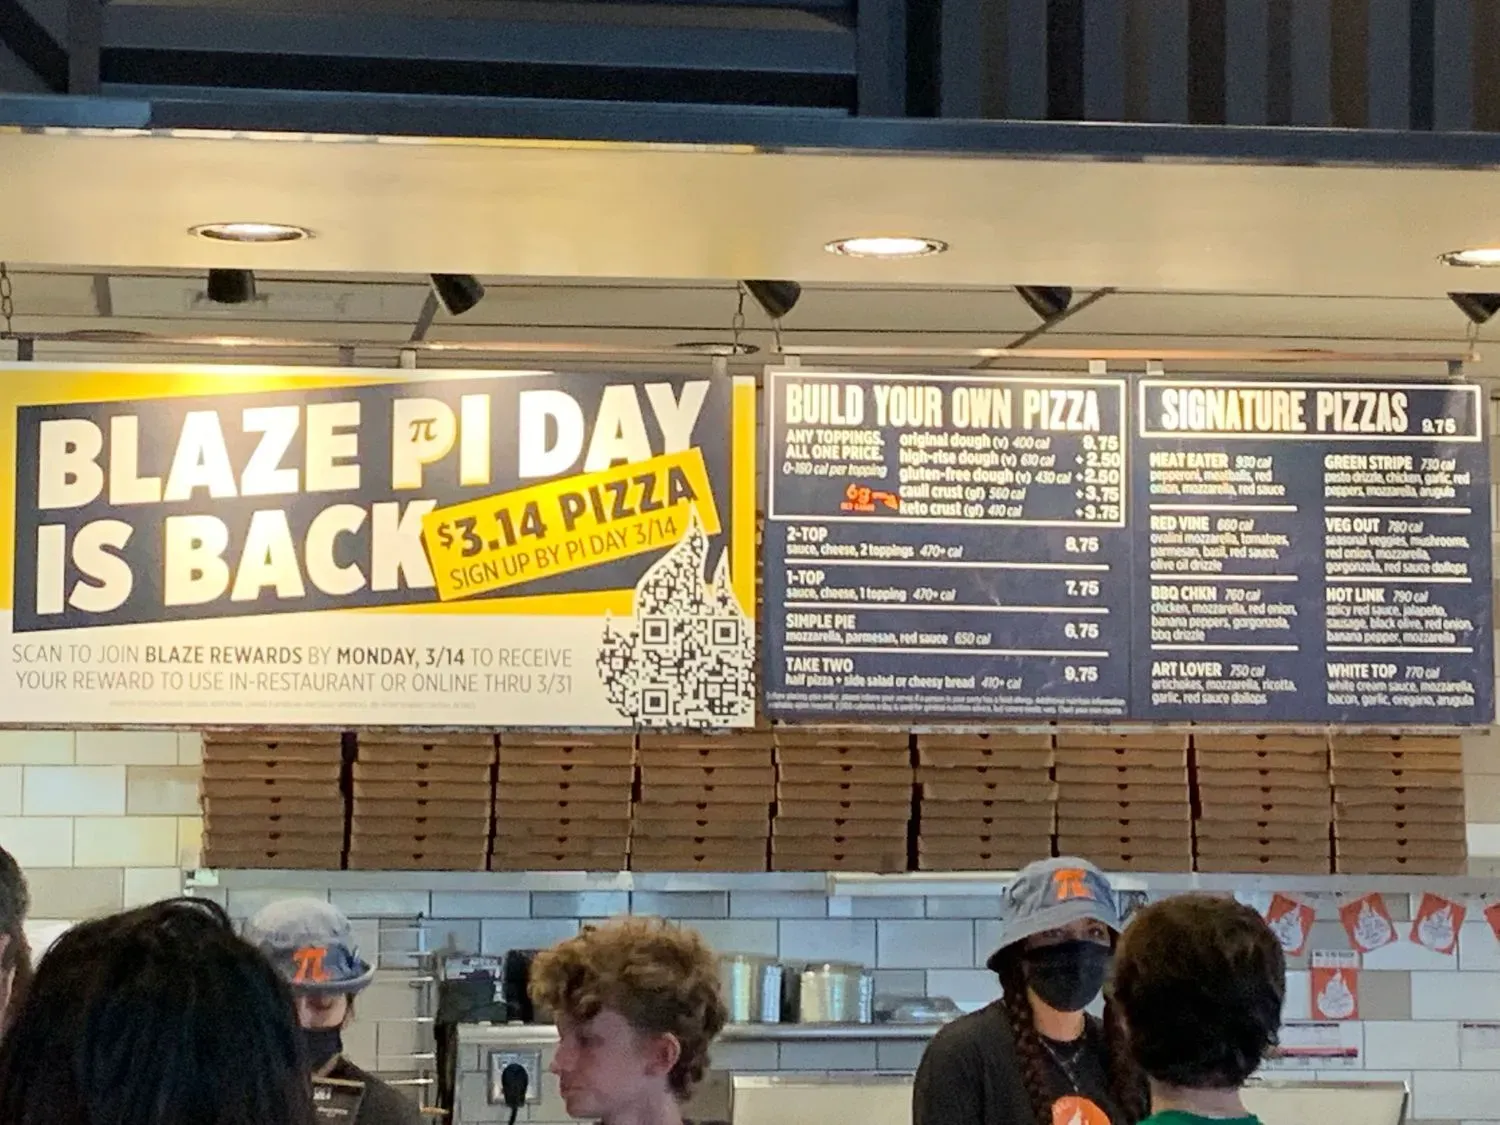 BLAZE PI DAY
π
IS BACK
$3.14 PIZZA
SIGN UP BY PI DAY 3/14
SCAN TO JOIN BLAZE REWARDS BY MONDAY, 3/14 TO RECEIVE
YOUR REWARD TO USE IN-RESTAURANT OR ONLINE THRU 3/31
BUILD YOUR OWN PIZZA
ANY TOPPINGS.
ALL ONE PRICE.
0-180 cal per topping
original dough (v) 400 cal 9.75
high-rise dough (v) 610 cal +2.50
gluten-free dough (v) 430 cal +2.50
cauli crust (gf) 560 cal +3.75
keto crust (gf) 410 cal +3.75
6g
2-TOP
sauce, cheese, 2 toppings 470+ cal 8.75
1-TOP
sauce, cheese, 1 topping 470+ cal 7.75
SIMPLE PIE
mozzarella, parmesan, red sauce 650 cal 6.75
TAKE TWO
half pizza + side salad or cheesy bread 410+ cal 9.75
SIGNATURE PIZZAS 9.75
MEAT EATER 930 cal
pepperoni, meatballs, red
onion, mozzarella, red sauce
RED VINE 660 cal
ovalini mozzarella, tomatoes,
parmesan, basil, red sauce,
olive oil drizzle
BBQ CHKN 760 cal
chicken, mozzarella, red onion,
banana peppers, gorgonzola,
bbq drizzle
ART LOVER 750 cal
artichokes, mozzarella, ricotta,
garlic, red sauce dollops
GREEN STRIPE 730 cal
pesto drizzle, chicken, garlic, red
peppers, mozzarella, arugula
VEG OUT 780 cal
seasonal veggies, mushrooms,
red onion, mozzarella,
gorgonzola, red sauce dollops
HOT LINK 790 cal
spicy red sauce, jalapeño,
sausage, black olive, red onion,
banana pepper, mozzarella
WHITE TOP 770 cal
white cream sauce, mozzarella,
bacon, garlic, oregano, arugula
π
π